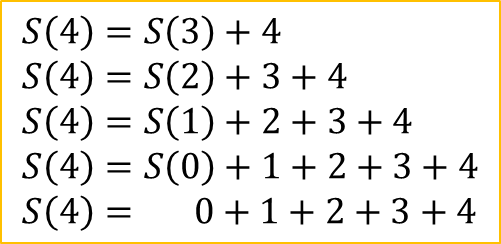 S(4) = S(3) + 4
S(4) = S(2) + 3 + 4
S(4) = S(1) + 2 + 3 + 4
S(4) = S(0) + 1 + 2 + 3 + 4
S(4) = 0 + 1 + 2 + 3 + 4